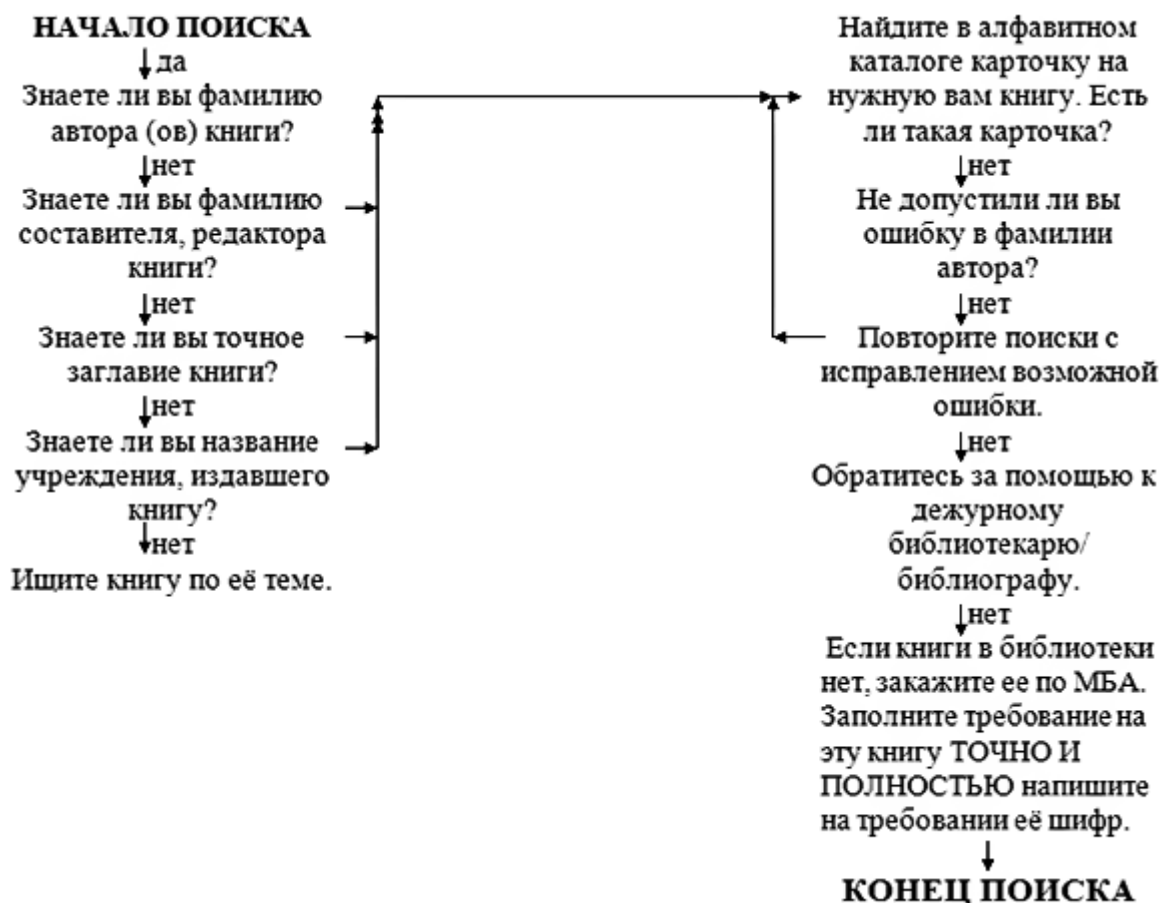 НАЧАЛО ПОИСКА
да
Знаете ли вы фамилию
автора (ов) книги?
нет
Знаете ли вы фамилию
составителя, редактора
книги?
нет
Знаете ли вы точное
заглавие книги?
нет
Знаете ли вы название
учреждения, издавшего
книгу?
нет
Ищите книгу по её теме.
Найдите в алфавитном
каталоге карточку на
нужную вам книгу. Есть
ли такая карточка?
нет
Не допустили ли вы
ошибку в фамилии
автора?
нет
Повторите поиски с
исправлением возможной
ошибки.
нет
Обратитесь за помощью к
дежурному
библиотекарю/
библиографу.
нет
Если книги в библиотеки
нет, закажите ее по МБА.
Заполните требование на
эту книгу ТОЧНО И
ПОЛНОСТЬЮ напишите
на требовании её шифр.
КОНЕЦ ПОИСКА